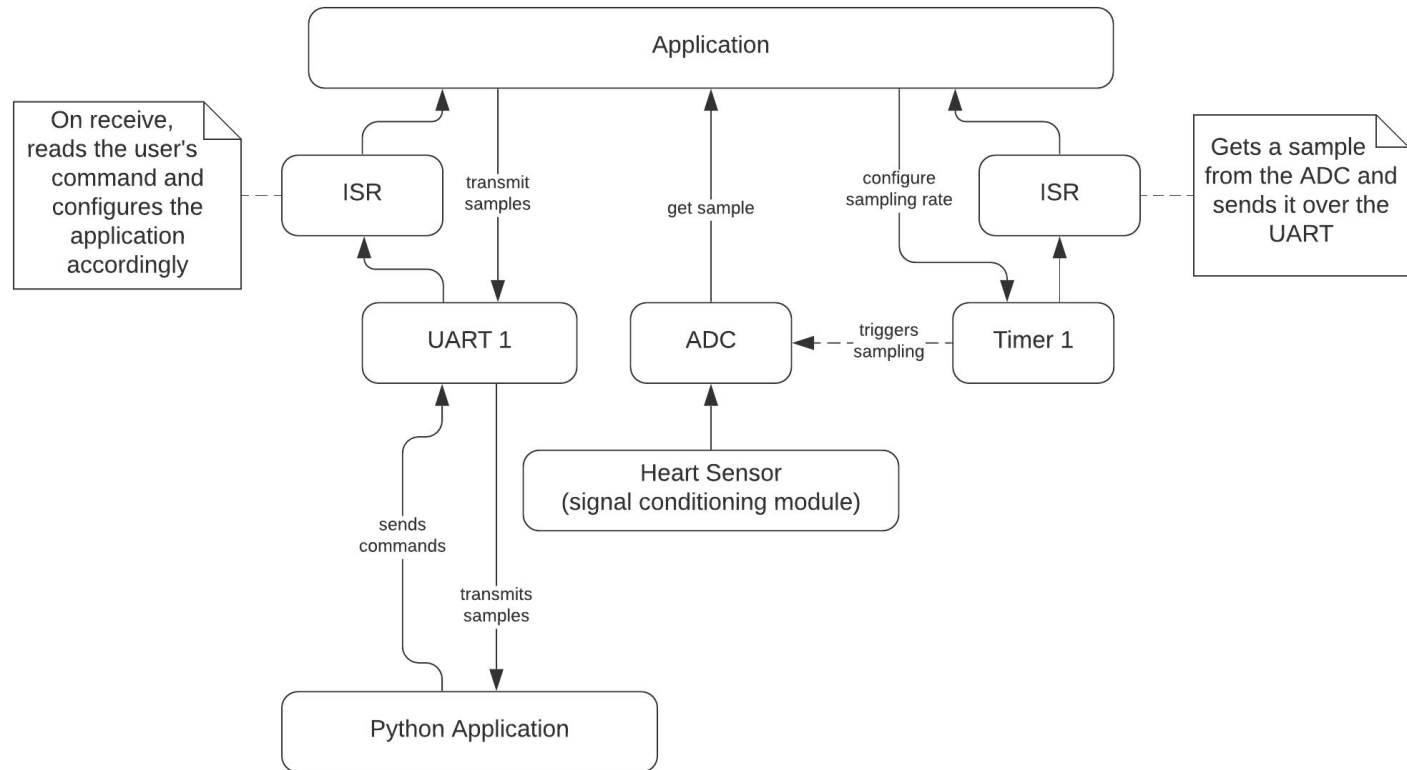 Application
On receive,
reads the user's
command and
configures the
application
accordingly
ISR
transmit
samples
get sample
configure
sampling rate
ISR
Gets a sample
from the ADC and
sends it over the
UART
UART 1
ADC
triggers
sampling
Timer 1
Heart Sensor
(signal conditioning module)
sends
commands
transmits
samples
Python Application